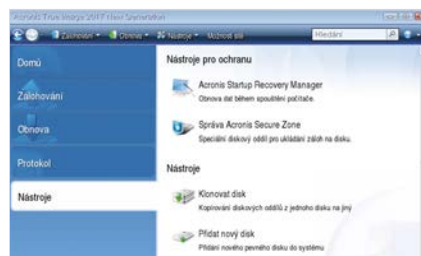 Acronis True Image 2017 New Generation
Zálohování
Obnova
Nástroje
Možnosti sítě
Hledání
Domů
Nástroje pro ochranu
Acronis Startup Recovery Manager
Obnova dat během spouštění počítače.
Zálohování
Správa Acronis Secure Zone
Speciální diskový oddíl pro ukládání záloh na disku.
Obnova
Protokol
Nástroje
Nástroje
Klonovat disk
Kopírování diskových oddílů z jednoho disku na jiný
Přidat nový disk
Přidání nového pevného disku do systému